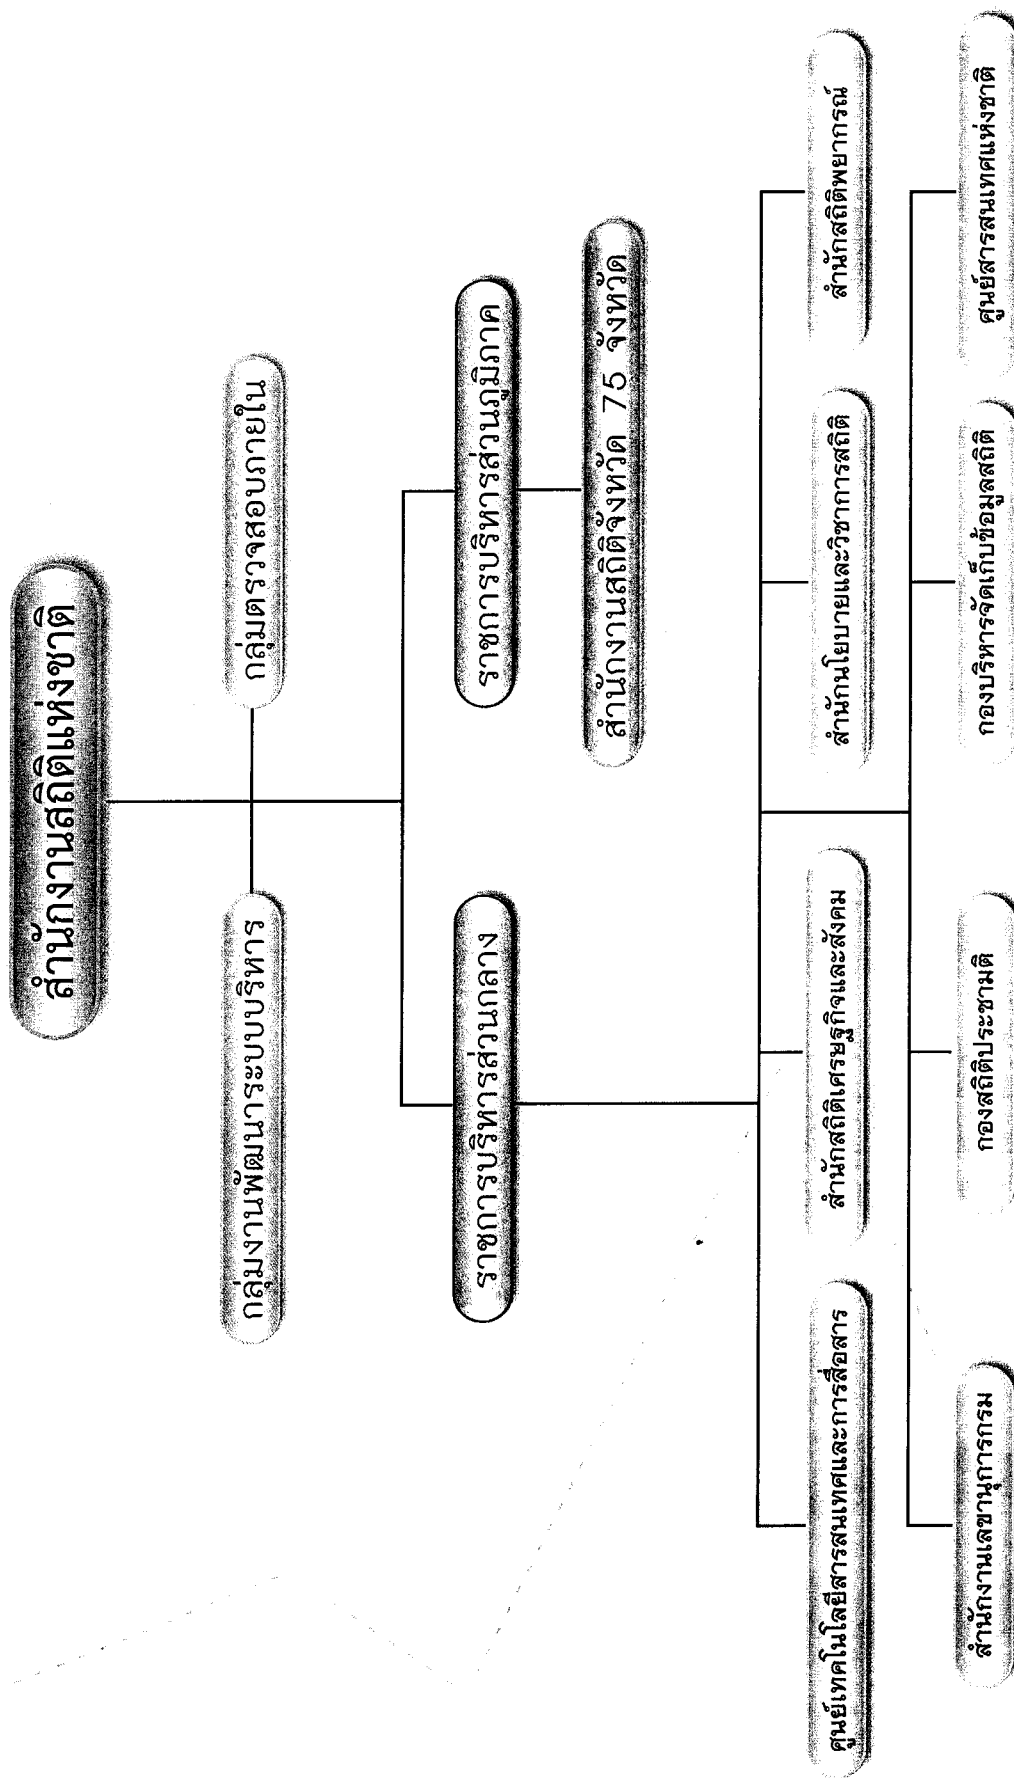 สำนักงานสถิติแห่งชาติ
กลุ่มงานพัฒนาระบบบริหาร
กลุ่มตรวจสอบภายใน
ราชการบริหารส่วนกลาง
ราชการบริหารส่วนภูมิภาค
สำนักงานสถิติจังหวัด 75 จังหวัด
ศูนย์เทคโนโลยีสารสนเทศและการสื่อสาร
สำนักสถิติเศรษฐกิจและสังคม
สำนักนโยบายและวิชาการสถิติ
สำนักสถิติพยากรณ์
สำนักงานเลขานุการกรม
กองสถิติประชามติ
กองบริหารจัดเก็บข้อมูลสถิติ
ศูนย์สารสนเทศแห่งชาติ